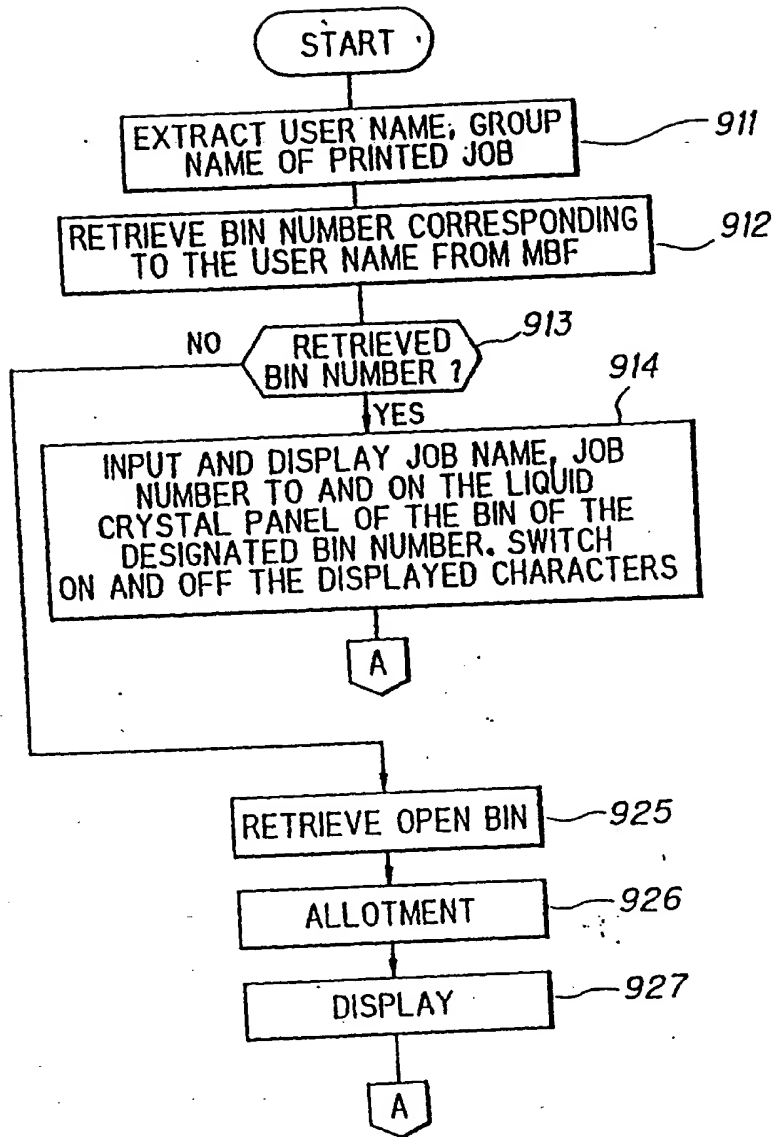 START
EXTRACT USER NAME, GROUP
NAME OF PRINTED JOB
911
RETRIEVE BIN NUMBER CORRESPONDING
TO THE USER NAME FROM MBF
912
NO
RETRIEVED
BIN NUMBER ?
913
YES
914
INPUT AND DISPLAY JOB NAME, JOB
NUMBER TO AND ON THE LIQUID
CRYSTAL PANEL OF THE BIN OF THE
DESIGNATED BIN NUMBER. SWITCH
ON AND OFF THE DISPLAYED CHARACTERS
A
RETRIEVE OPEN BIN
925
ALLOTMENT
926
DISPLAY
927
A